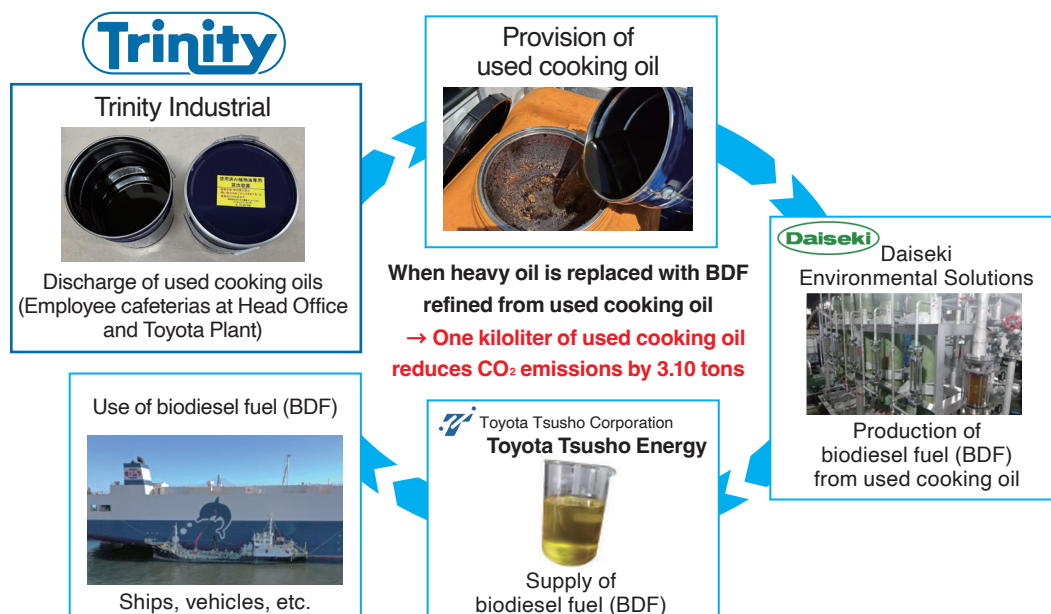 Trinity
Trinity Industrial
Discharge of used cooking oils
(Employee cafeterias at Head Office
and Toyota Plant)
Provision of
used cooking oil
When heavy oil is replaced with BDF
refined from used cooking oil
→ One kiloliter of used cooking oil
reduces CO₂ emissions by 3.10 tons
Daiseki
Daiseki
Environmental Solutions
Production of
biodiesel fuel (BDF)
from used cooking oil
Toyota Tsusho Corporation
Toyota Tsusho Energy
Supply of
biodiesel fuel (BDF)
Use of biodiesel fuel (BDF)
Ships, vehicles, etc.